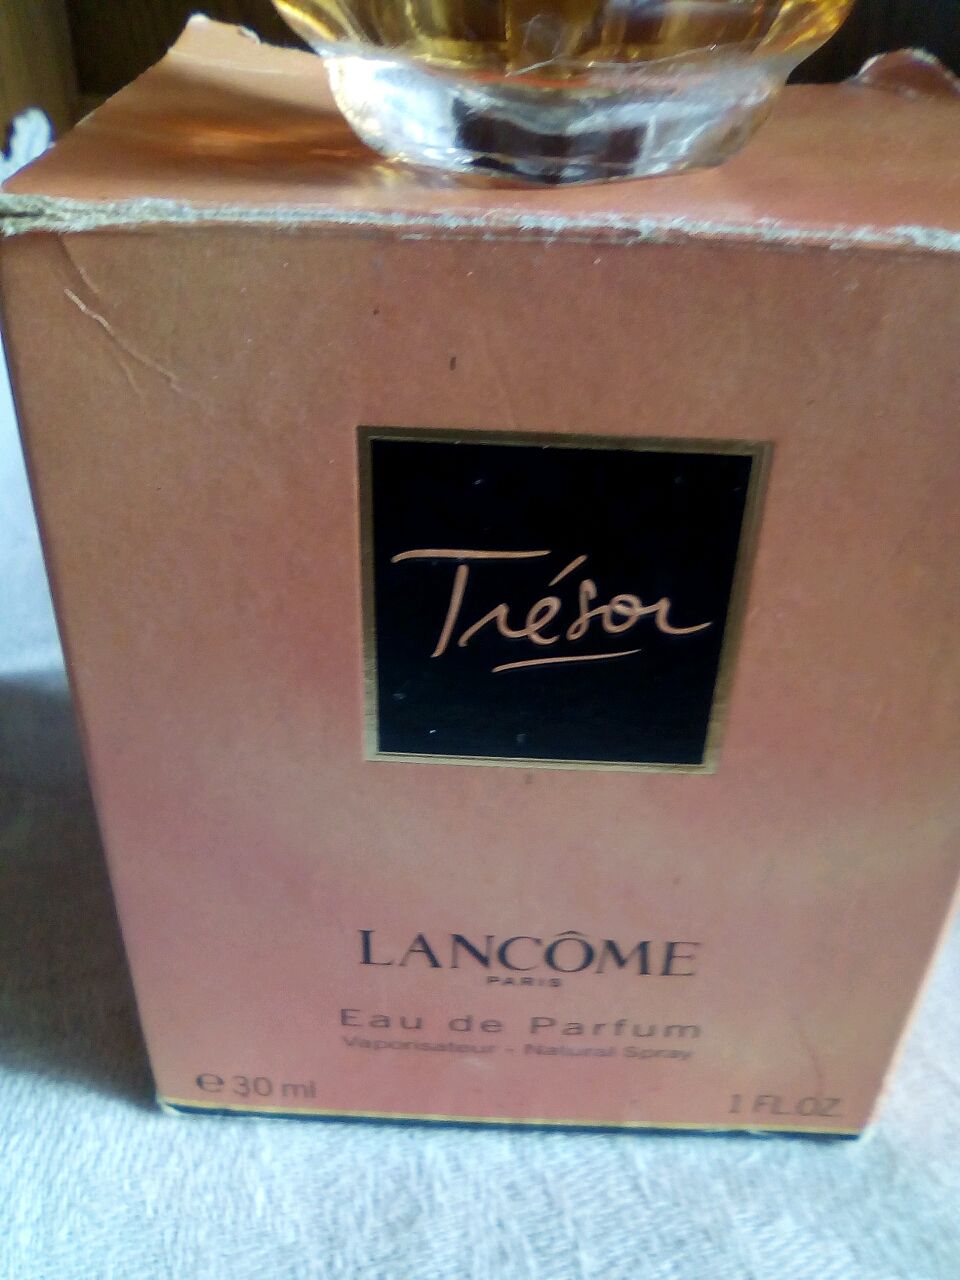 Trésor
LANCÔME
PARIS
Eau de Parfum
Vaporisateur - Natural Spray
e 30 ml
1 FL.OZ